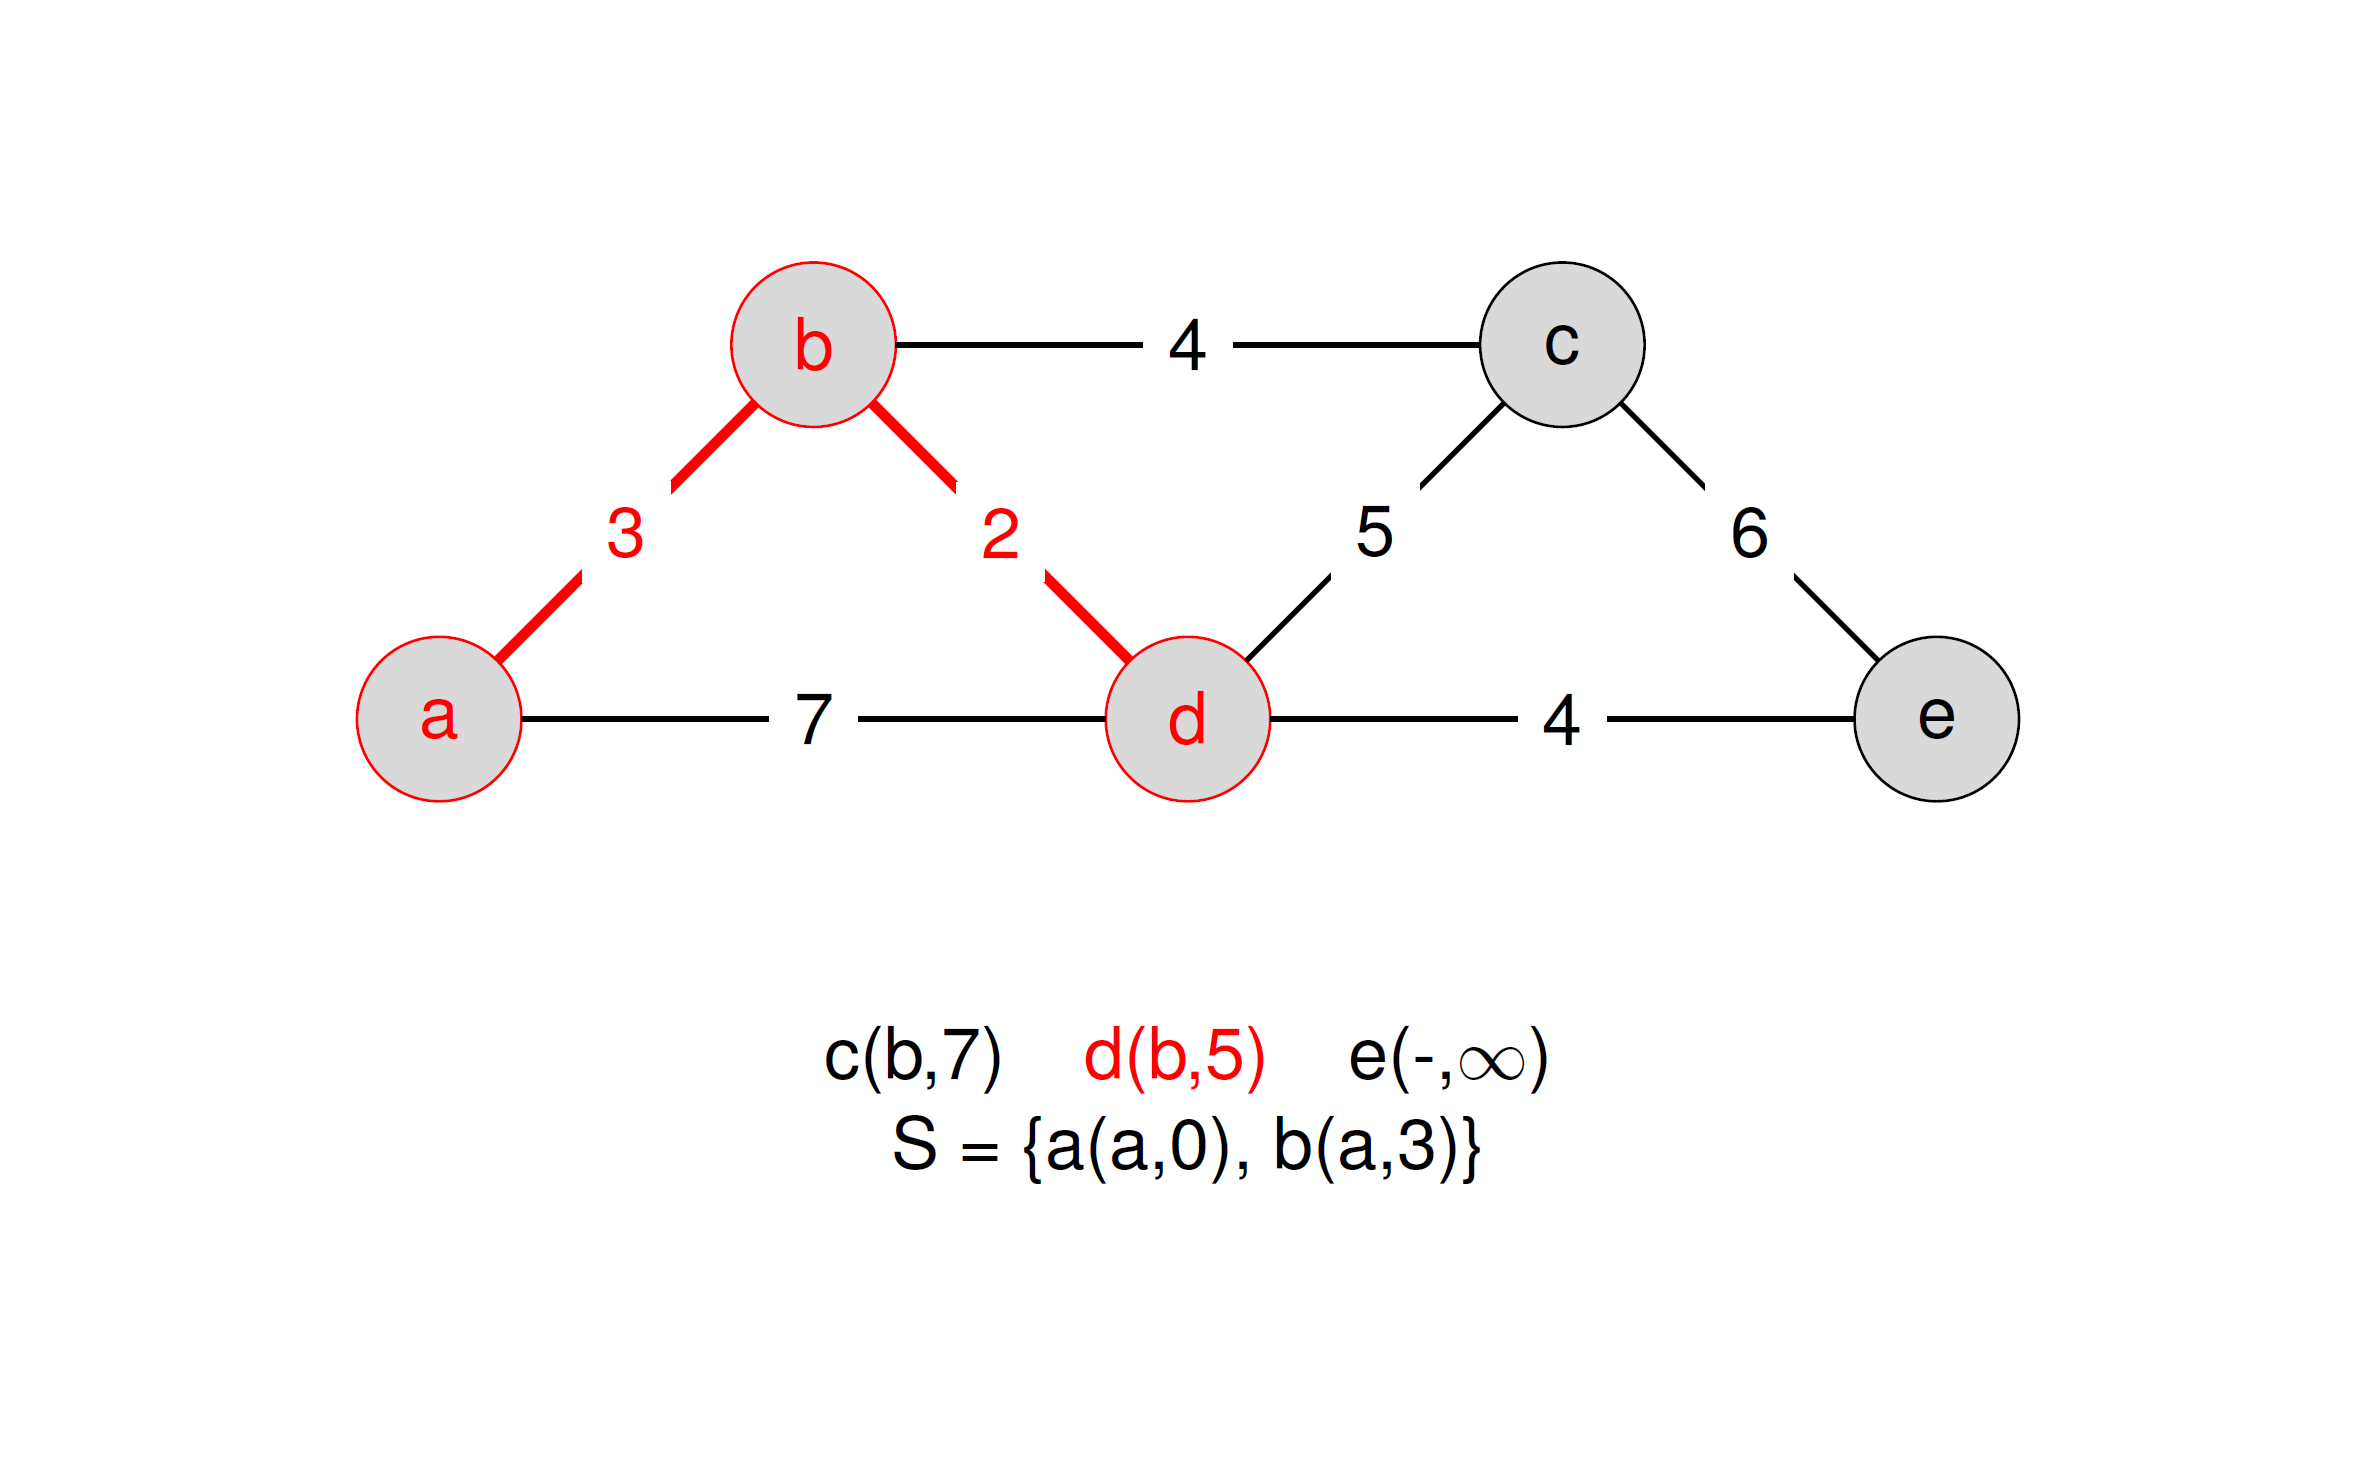 b 4 c
3 2 5 6
a 7 d 4 e
c(b,7) d(b,5) e(-,∞)
S = {a(a,0), b(a,3)}